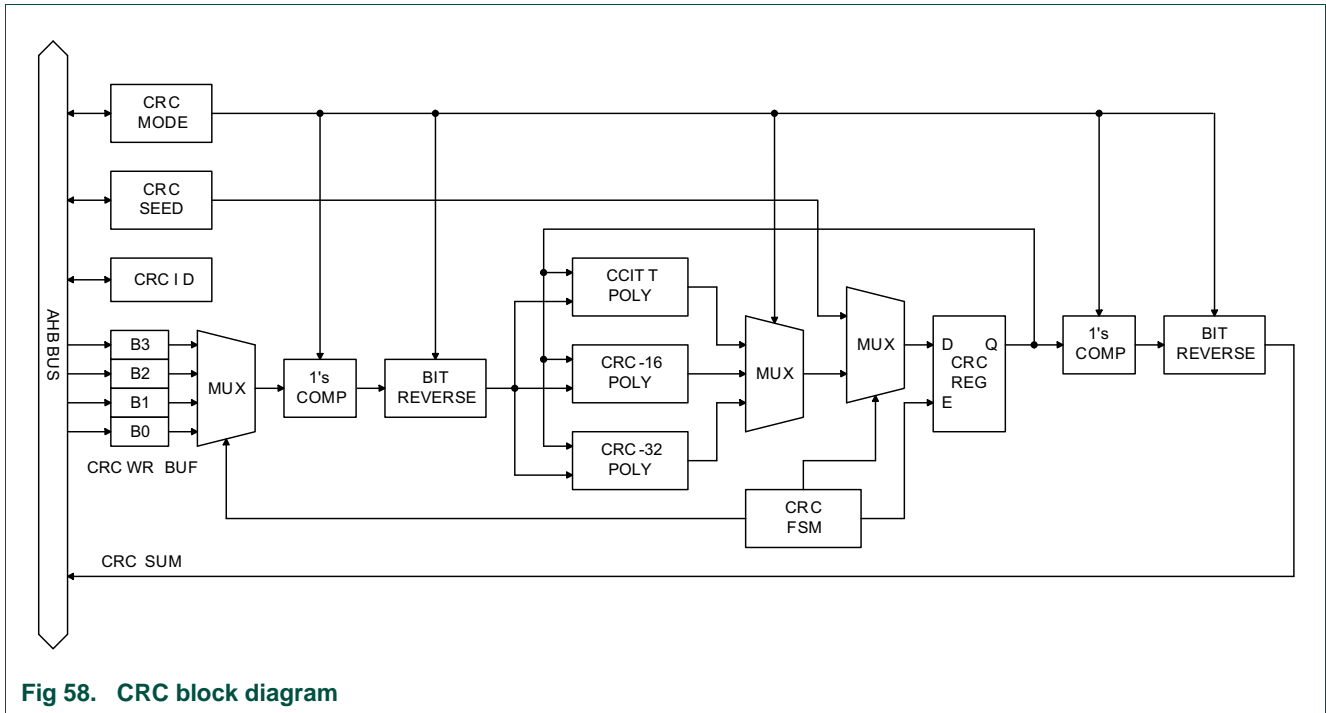 CRC
MODE
CRC
SEED
CRC ID
AHB BUS
B3
B2
B1
B0
MUX
CRC WR BUF
1's
COMP
BIT
REVERSE
CCITT
POLY
CRC-16
POLY
CRC-32
POLY
MUX
MUX
D Q
CRC
REG
E
1's
COMP
BIT
REVERSE
CRC
FSM
CRC SUM
Fig 58. CRC block diagram